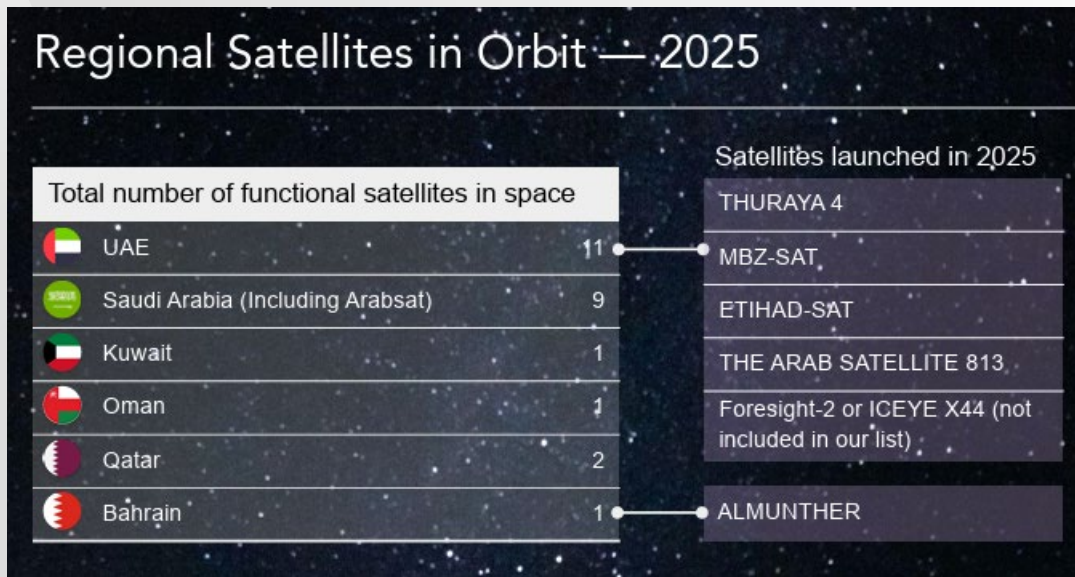 Regional Satellites in Orbit — 2025
Total number of functional satellites in space
UAE 11
Saudi Arabia (Including Arabsat) 9
Kuwait 1
Oman 1
Qatar 2
Bahrain 1
Satellites launched in 2025
THURAYA 4
MBZ-SAT
ETIHAD-SAT
THE ARAB SATELLITE 813
Foresight-2 or ICEYE X44 (not
included in our list)
ALMUNTHER